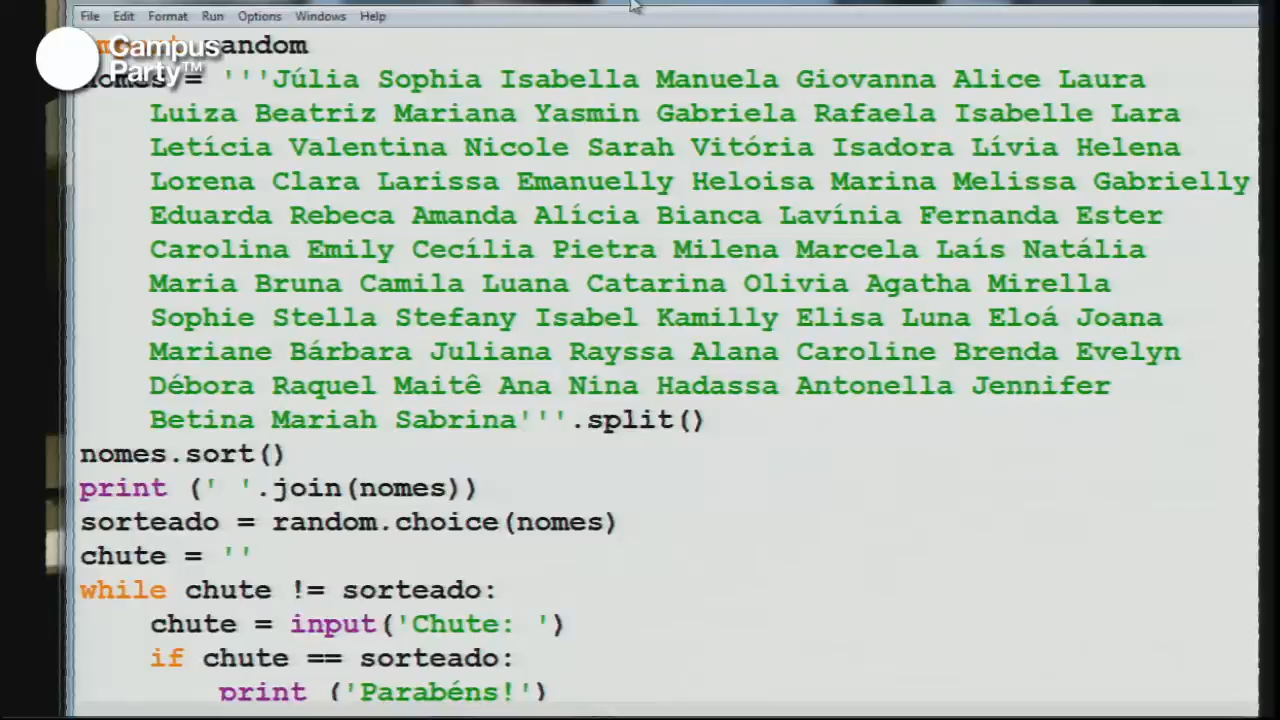 File Edit Format Run Options Windows Help
Campus
Party™
random
nomes = '''Júlia Sophia Isabella Manuela Giovanna Alice Laura
Luiza Beatriz Mariana Yasmin Gabriela Rafaela Isabelle Lara
Letícia Valentina Nicole Sarah Vitória Isadora Lívia Helena
Lorena Clara Larissa Emanuelly Heloisa Marina Melissa Gabrielly
Eduarda Rebeca Amanda Alícia Bianca Lavínia Fernanda Ester
Carolina Emily Cecília Pietra Milena Marcela Laís Natália
Maria Bruna Camila Luana Catarina Olivia Agatha Mirella
Sophie Stella Stefany Isabel Kamilly Elisa Luna Eloá Joana
Mariane Bárbara Juliana Rayssa Alana Caroline Brenda Evelyn
Débora Raquel Maitê Ana Nina Hadassa Antonella Jennifer
Betina Mariah Sabrina'''.split()
nomes.sort()
print (' '.join(nomes))
sorteado = random.choice(nomes)
chute = ''
while chute != sorteado:
chute = input('Chute: ')
if chute == sorteado:
print ('Parabéns!')